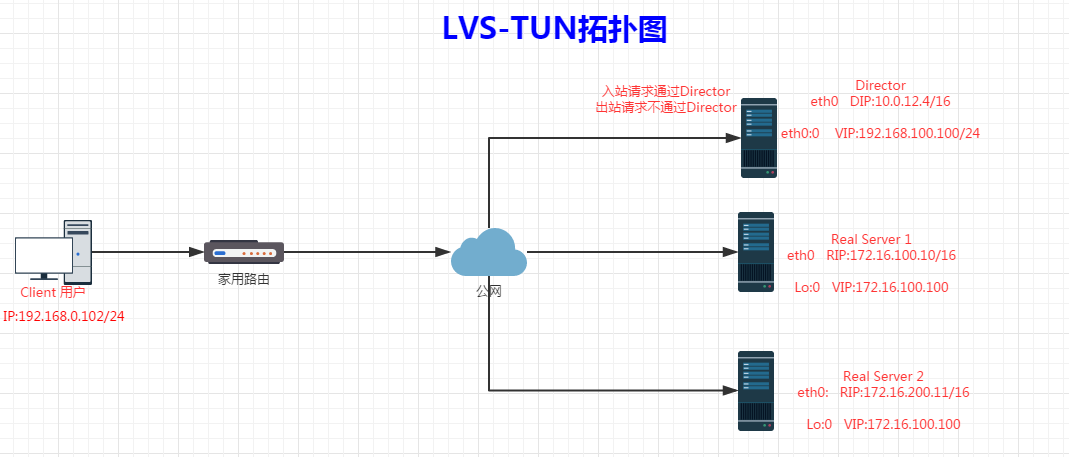 LVS-TUN拓扑图
入站请求通过Director
出站请求不通过Director
Director
eth0 DIP:10.0.12.4/16
eth0:0 VIP:192.168.100.100/24
Real Server 1
eth0 RIP:172.16.100.10/16
Lo:0 VIP:172.16.100.100
Client 用户
IP:192.168.0.102/24
家用路由
公网
Real Server 2
eth0: RIP:172.16.200.11/16
Lo:0 VIP:172.16.100.100